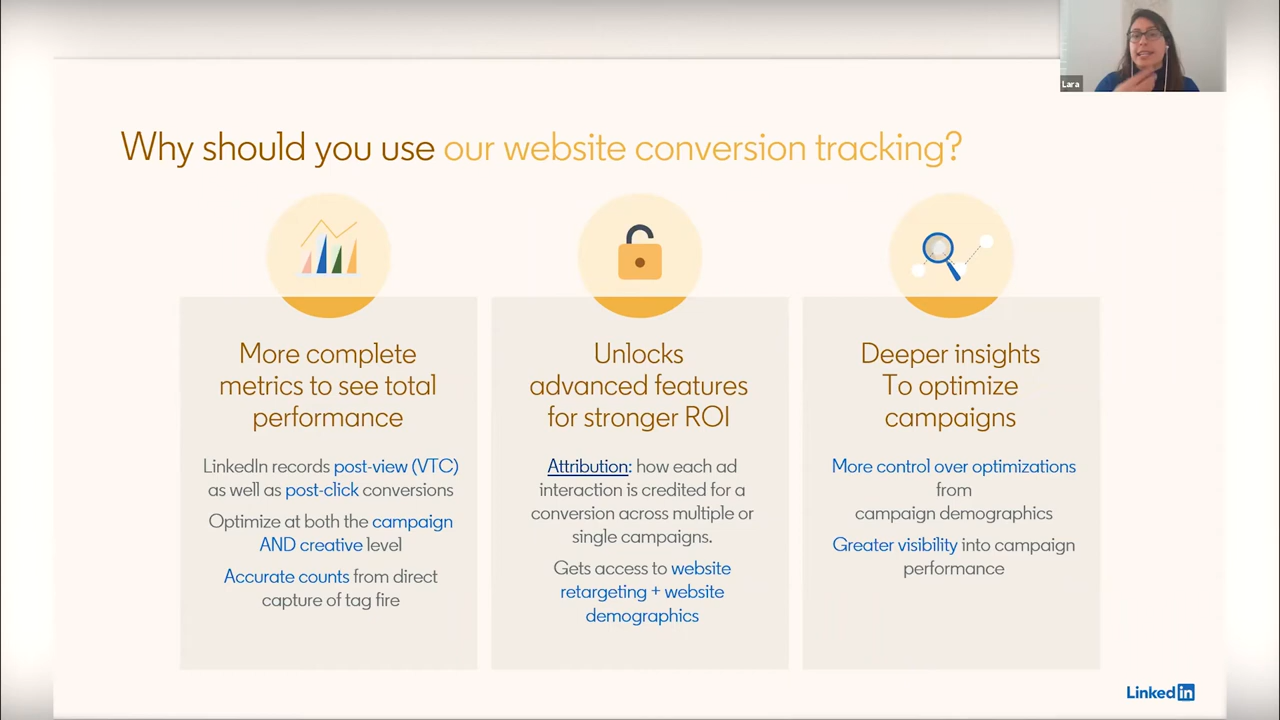 Lara
Why should you use our website conversion tracking?
More complete
metrics to see total
performance
LinkedIn records post-view (VTC)
as well as post-click conversions
Optimize at both the campaign
AND creative level
Accurate counts from direct
capture of tag fire
Unlocks
advanced features
for stronger ROI
Attribution: how each ad
interaction is credited for a
conversion across multiple or
single campaigns.
Gets access to website
retargeting + website
demographics
Deeper insights
To optimize
campaigns
More control over optimizations
from
campaign demographics
Greater visibility into campaign
performance
Linked in